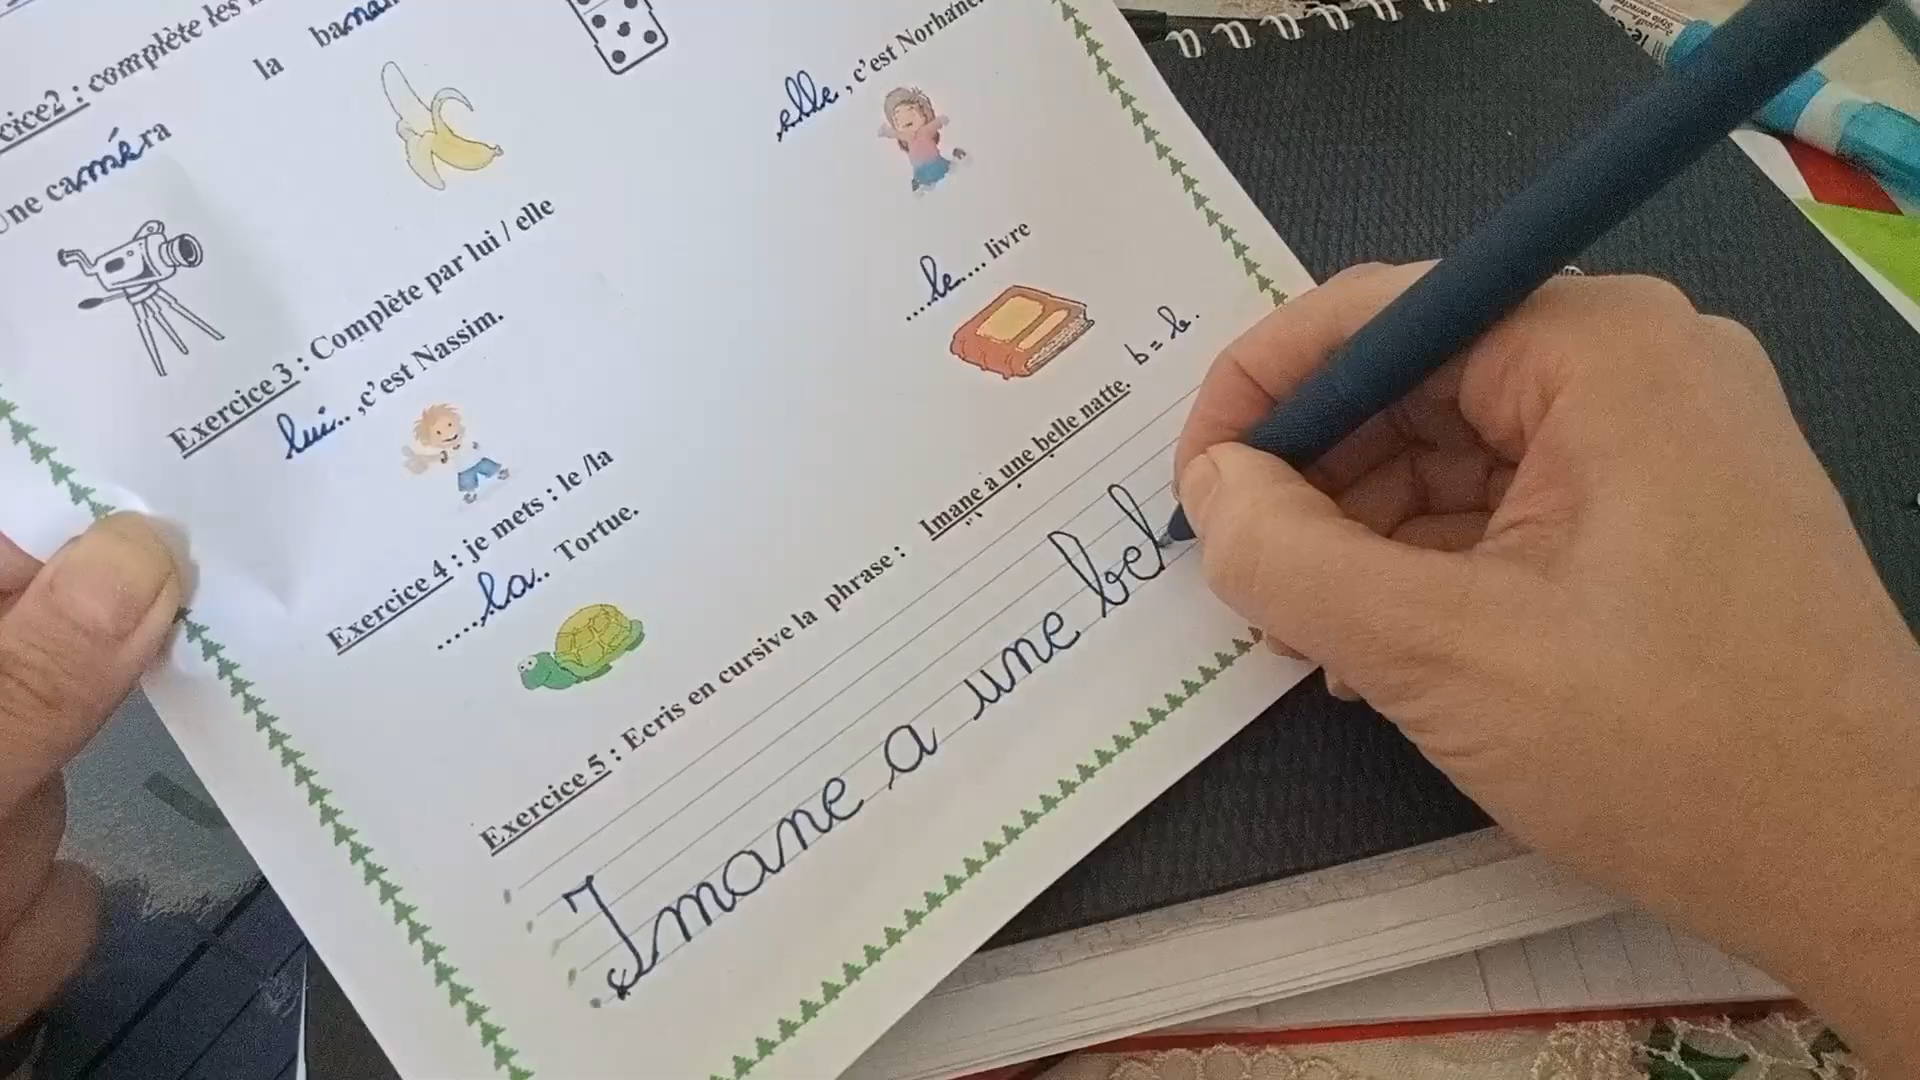 cice2 : complète les
la banan
Une caméra
elle , c'est Norhane.
Exercice 3 : Complète par lui / elle
lui.. ,c'est Nassim.
...le.... livre
Exercice 4 : je mets : le /la
.....la.. Tortue.
b = b.
Exercice 5 : Ecris en cursive la phrase : Imane a une belle natte.
Imane a une bel